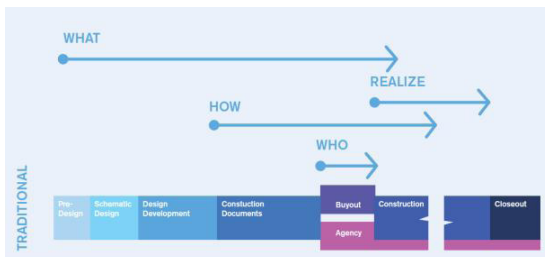 WHAT
REALIZE
HOW
WHO
TRADITIONAL
Pre-
Design
Schematic
Design
Design
Development
Constuction
Documents
Buyout
Agency
Construction
Closeout